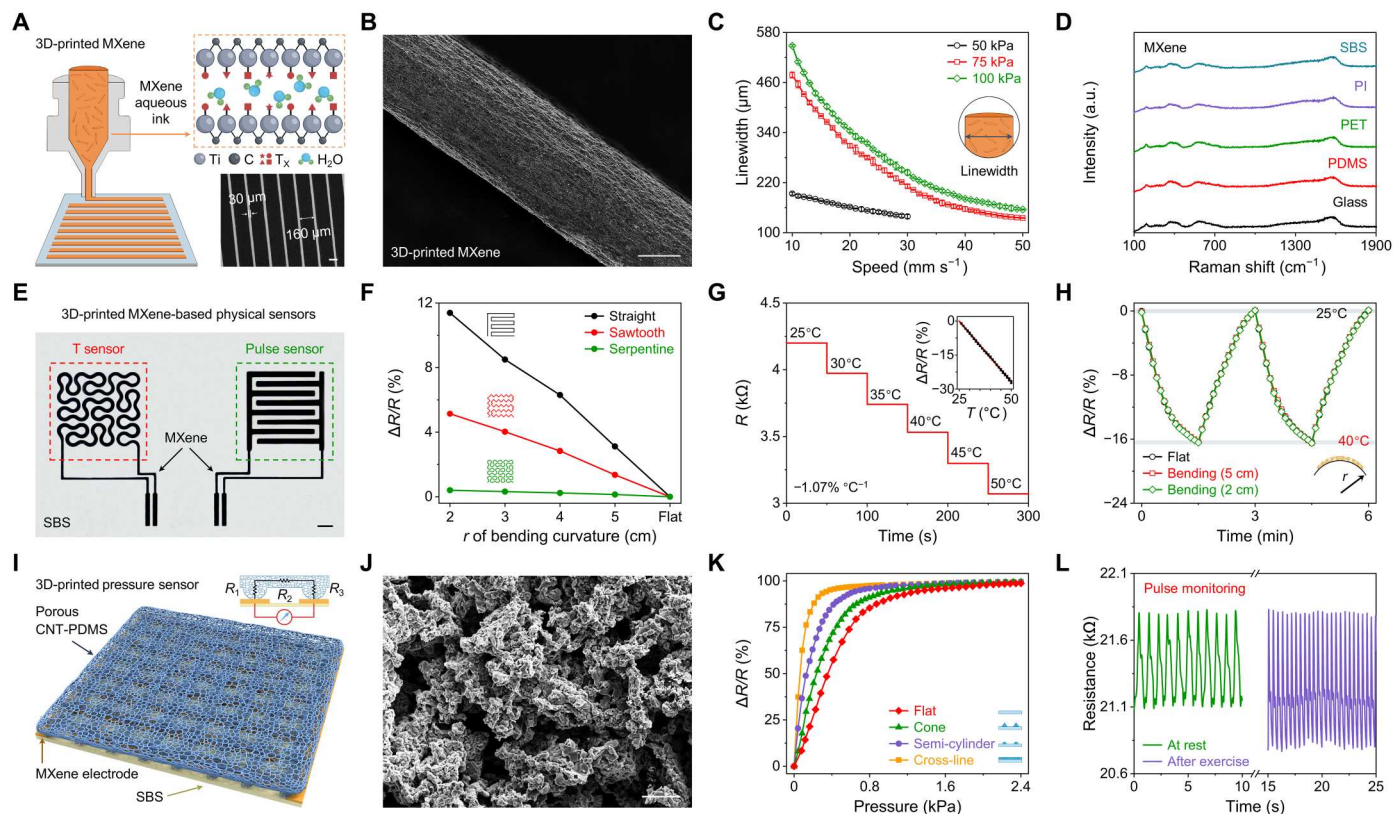 A
3D-printed MXene
MXene
aqueous
ink
Ti C Tx H₂O
30 µm
160 µm
B
3D-printed MXene
C
580
460
340
220
100
Linewidth (µm)
50 kPa
75 kPa
100 kPa
Linewidth
10 20 30 40 50
Speed (mm s⁻¹)
D
MXene
SBS
PI
PET
PDMS
Glass
Intensity (a.u.)
100 700 1300 1900
Raman shift (cm⁻¹)
E
3D-printed MXene-based physical sensors
T sensor
Pulse sensor
MXene
SBS
F
12
8
4
0
ΔR/R (%)
Straight
Sawtooth
Serpentine
2 3 4 5 Flat
r of bending curvature (cm)
G
4.5
4
3.5
3
R (kΩ)
25°C
30°C
35°C
40°C
45°C
50°C
0
−15
−30
ΔR/R (%)
25 50
T (°C)
−1.07% °C⁻¹
0 50 100 150 200 250 300
Time (s)
H
0
−8
−16
−24
ΔR/R (%)
25°C
40°C
Flat
Bending (5 cm)
Bending (2 cm)
r
0 3 6
Time (min)
I
3D-printed pressure sensor
R₁
R₂
R₃
Porous
CNT-PDMS
MXene electrode
SBS
J
K
100
75
50
25
0
ΔR/R (%)
Flat
Cone
Semi-cylinder
Cross-line
0 0.8 1.6 2.4
Pressure (kPa)
L
22.1
21.6
21.1
20.6
Resistance (kΩ)
Pulse monitoring
At rest
After exercise
0 5 10 15 20 25
Time (s)